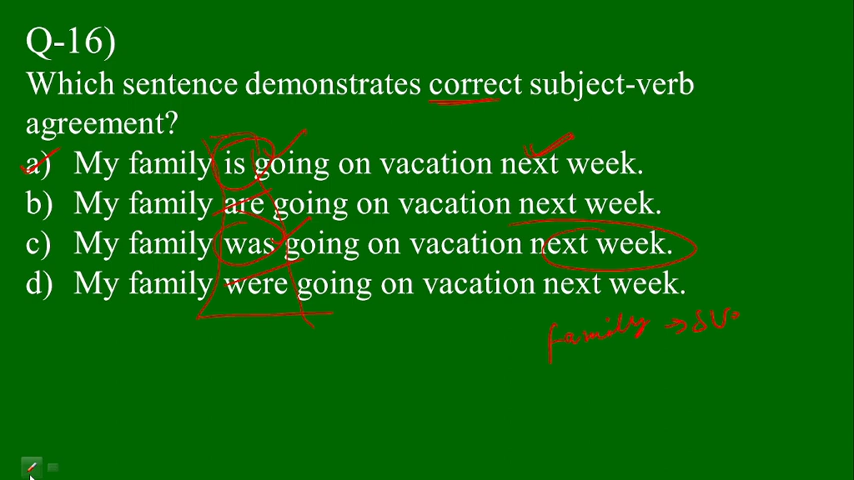 Q-16)
Which sentence demonstrates correct subject-verb
agreement?
a) My family is going on vacation next week.
b) My family are going on vacation next week.
c) My family was going on vacation next week.
d) My family were going on vacation next week.
family → SV